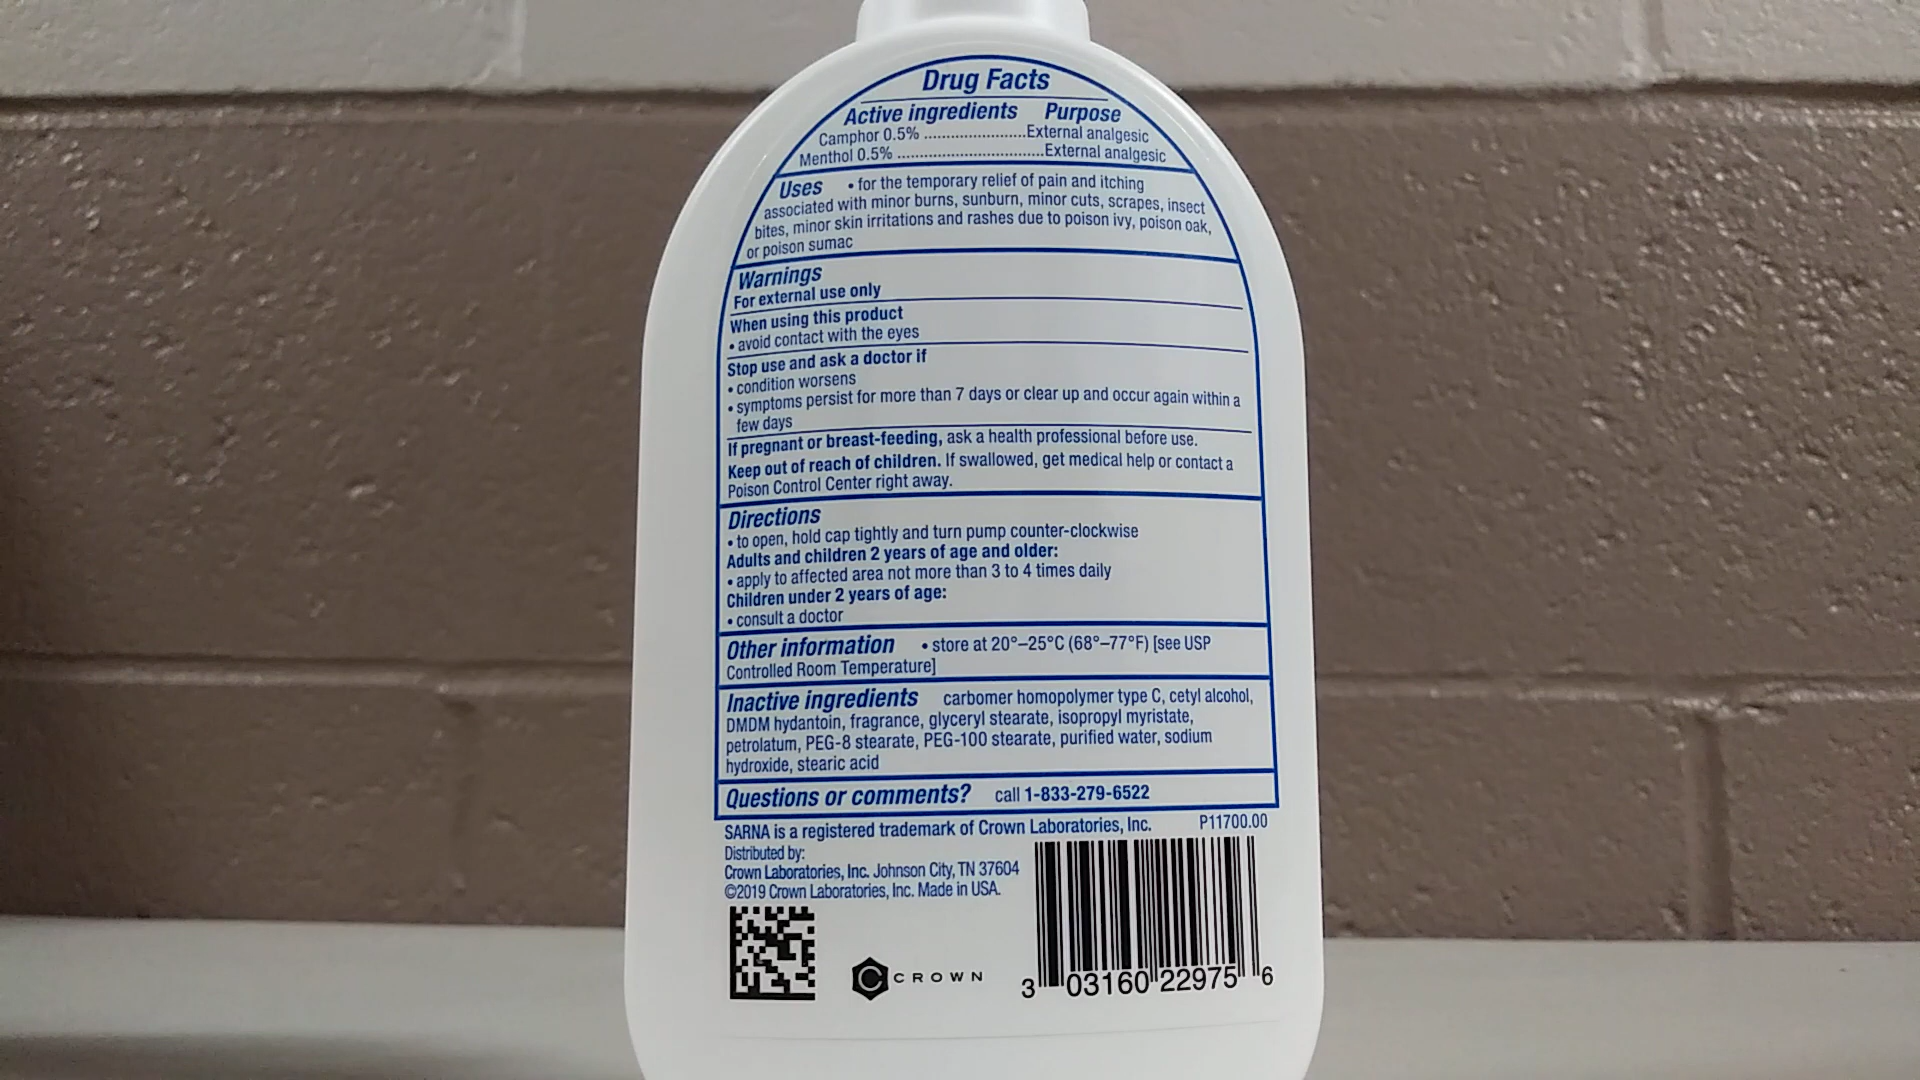 Drug Facts
Active ingredients Purpose
Camphor 0.5% ........................External analgesic
Menthol 0.5% ..................................External analgesic
Uses • for the temporary relief of pain and itching
associated with minor burns, sunburn, minor cuts, scrapes, insect
bites, minor skin irritations and rashes due to poison ivy, poison oak,
or poison sumac
Warnings
For external use only
When using this product
• avoid contact with the eyes
Stop use and ask a doctor if
• condition worsens
• symptoms persist for more than 7 days or clear up and occur again within a
few days
If pregnant or breast-feeding, ask a health professional before use.
Keep out of reach of children. If swallowed, get medical help or contact a
Poison Control Center right away.
Directions
• to open, hold cap tightly and turn pump counter-clockwise
Adults and children 2 years of age and older:
• apply to affected area not more than 3 to 4 times daily
Children under 2 years of age:
• consult a doctor
Other information • store at 20°–25°C (68°–77°F) [see USP
Controlled Room Temperature]
Inactive ingredients carbomer homopolymer type C, cetyl alcohol,
DMDM hydantoin, fragrance, glyceryl stearate, isopropyl myristate,
petrolatum, PEG-8 stearate, PEG-100 stearate, purified water, sodium
hydroxide, stearic acid
Questions or comments? call 1-833-279-6522
SARNA is a registered trademark of Crown Laboratories, Inc. P11700.00
Distributed by:
Crown Laboratories, Inc. Johnson City, TN 37604
©2019 Crown Laboratories, Inc. Made in USA.
CROWN
3 03160 22975 6